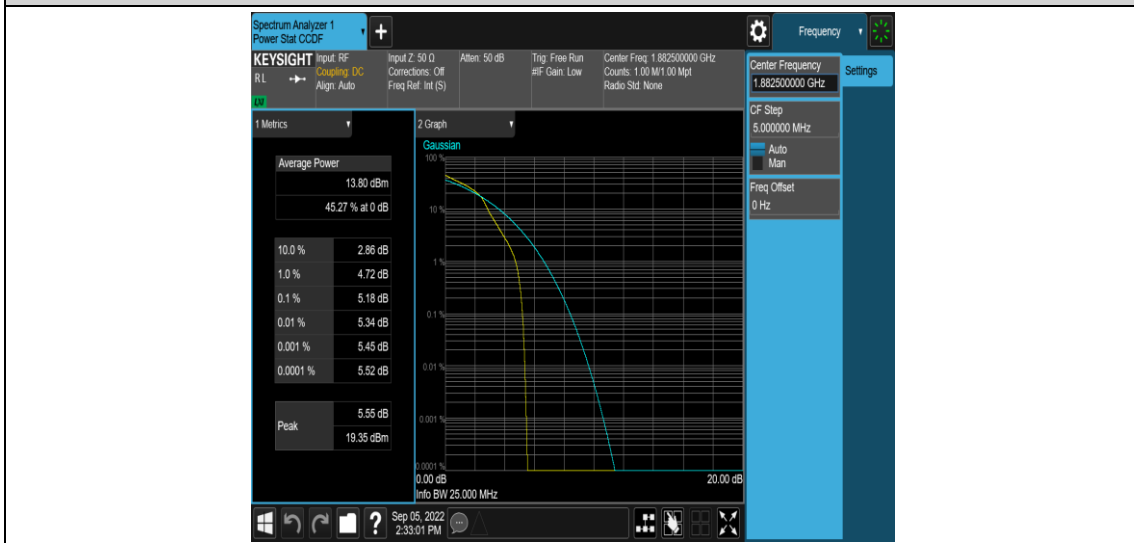 Spectrum Analyzer 1
Power Stat CCDF
+
Frequency
KEYSIGHT
RL
LXI
Input: RF
Coupling: DC
Align: Auto
Input Z: 50 Ω
Corrections: Off
Freq Ref: Int (S)
Atten: 50 dB
Trig: Free Run
#IF Gain: Low
Center Freq: 1.882500000 GHz
Counts: 1.00 M/1.00 Mpt
Radio Std: None
Center Frequency
1.882500000 GHz
Settings
CF Step
5.000000 MHz
Auto
Man
Freq Offset
0 Hz
1 Metrics
Average Power
13.80 dBm
45.27 % at 0 dB
10.0 % 2.86 dB
1.0 % 4.72 dB
0.1 % 5.18 dB
0.01 % 5.34 dB
0.001 % 5.45 dB
0.0001 % 5.52 dB
Peak
5.55 dB
19.35 dBm
2 Graph
Gaussian
100 %
10 %
1 %
0.1 %
0.01 %
0.001 %
0.0001 %
0.00 dB 20.00 dB
Info BW 25.000 MHz
?
Sep 05, 2022
2:33:01 PM